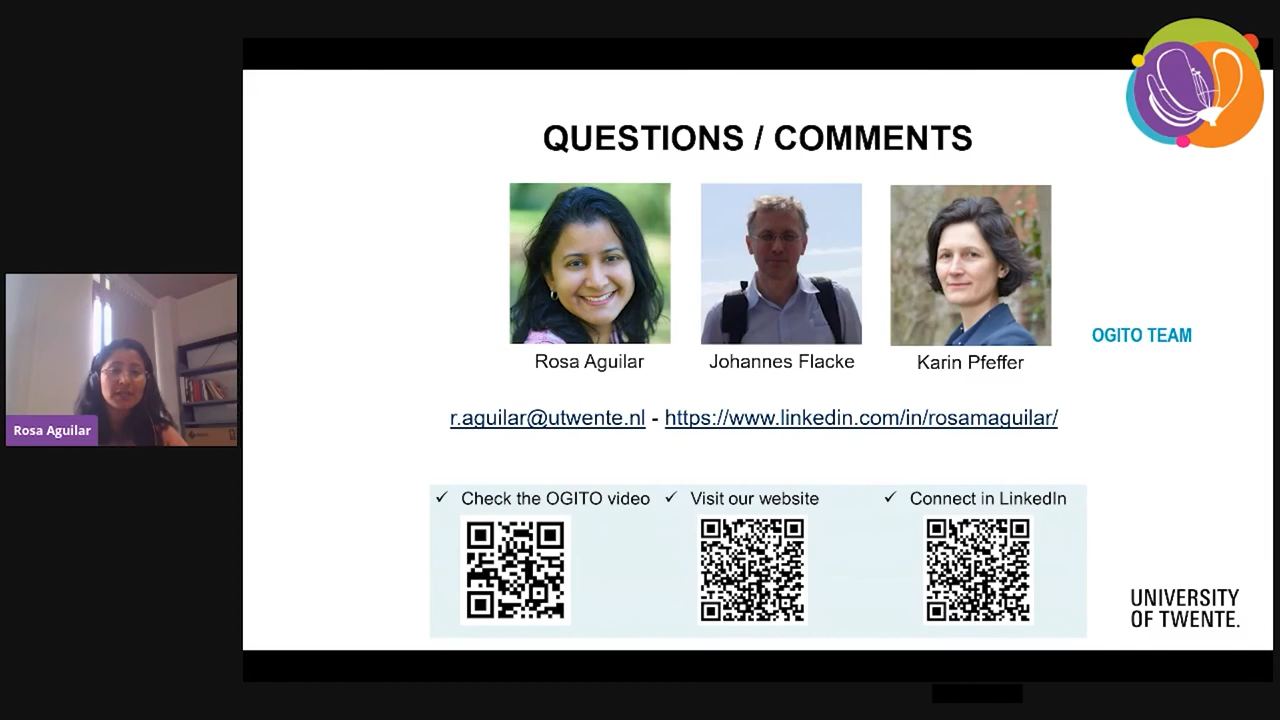 QUESTIONS / COMMENTS
Rosa Aguilar
Johannes Flacke
Karin Pfeffer
OGITO TEAM
r.aguilar@utwente.nl - https://www.linkedin.com/in/rosamaguilar/
✓ Check the OGITO video
✓ Visit our website
✓ Connect in LinkedIn
UNIVERSITY
OF TWENTE.
Rosa Aguilar